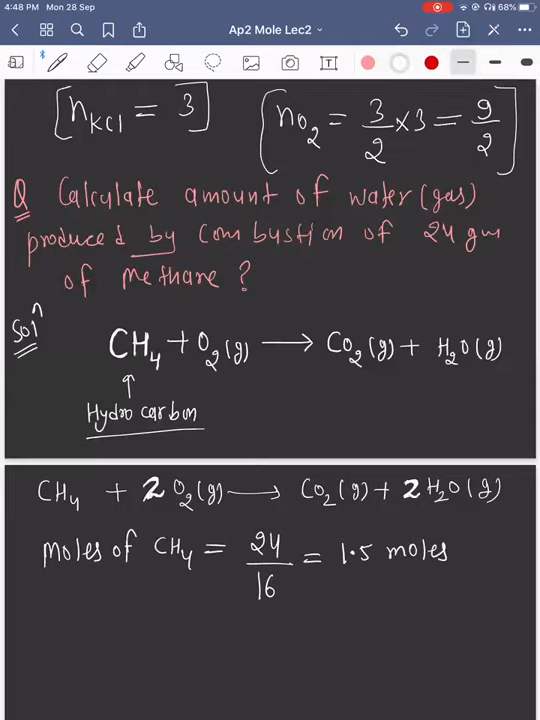 4:48 PM Mon 28 Sep 68%
Ap2 Mole Lec2
T
[nKCl = 3] [nO2 = 3/2 × 3 = 9/2]
Q Calculate amount of water (gas)
produced by combustion of 24 gm
of methane ?
Solⁿ
CH4 + O2(g) ⟶ CO2(g) + H2O(g)
↑
Hydrocarbon
CH4 + 2 O2(g) ⟶ CO2(g) + 2 H2O(g)
Moles of CH4 = 24/16 = 1.5 moles